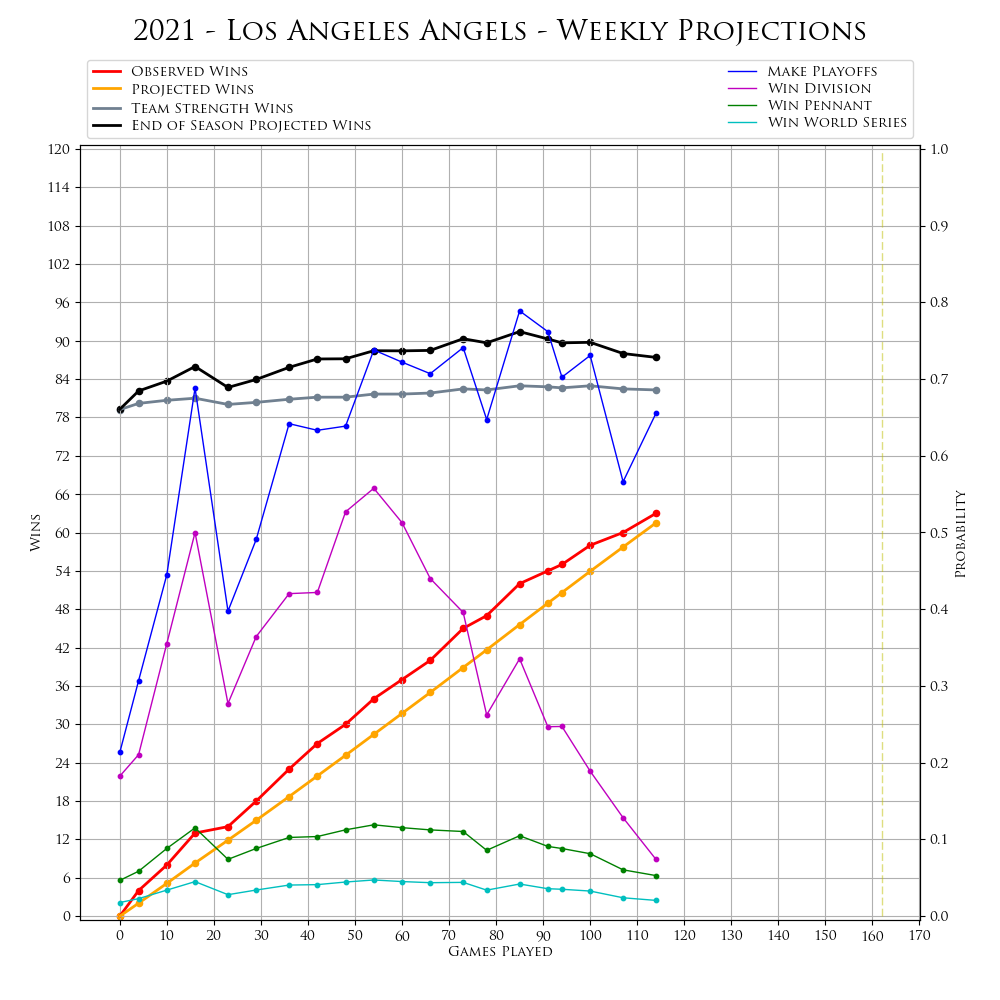 2021 - Los Angeles Angels - Weekly Projections
Observed Wins
Projected Wins
Team Strength Wins
End of Season Projected Wins
Make Playoffs
Win Division
Win Pennant
Win World Series
120
114
108
102
96
90
84
78
72
66
60
54
48
42
36
30
24
18
12
6
0
Wins
1.0
0.9
0.8
0.7
0.6
0.5
0.4
0.3
0.2
0.1
0.0
Probability
0 10 20 30 40 50 60 70 80 90 100 110 120 130 140 150 160 170
Games Played